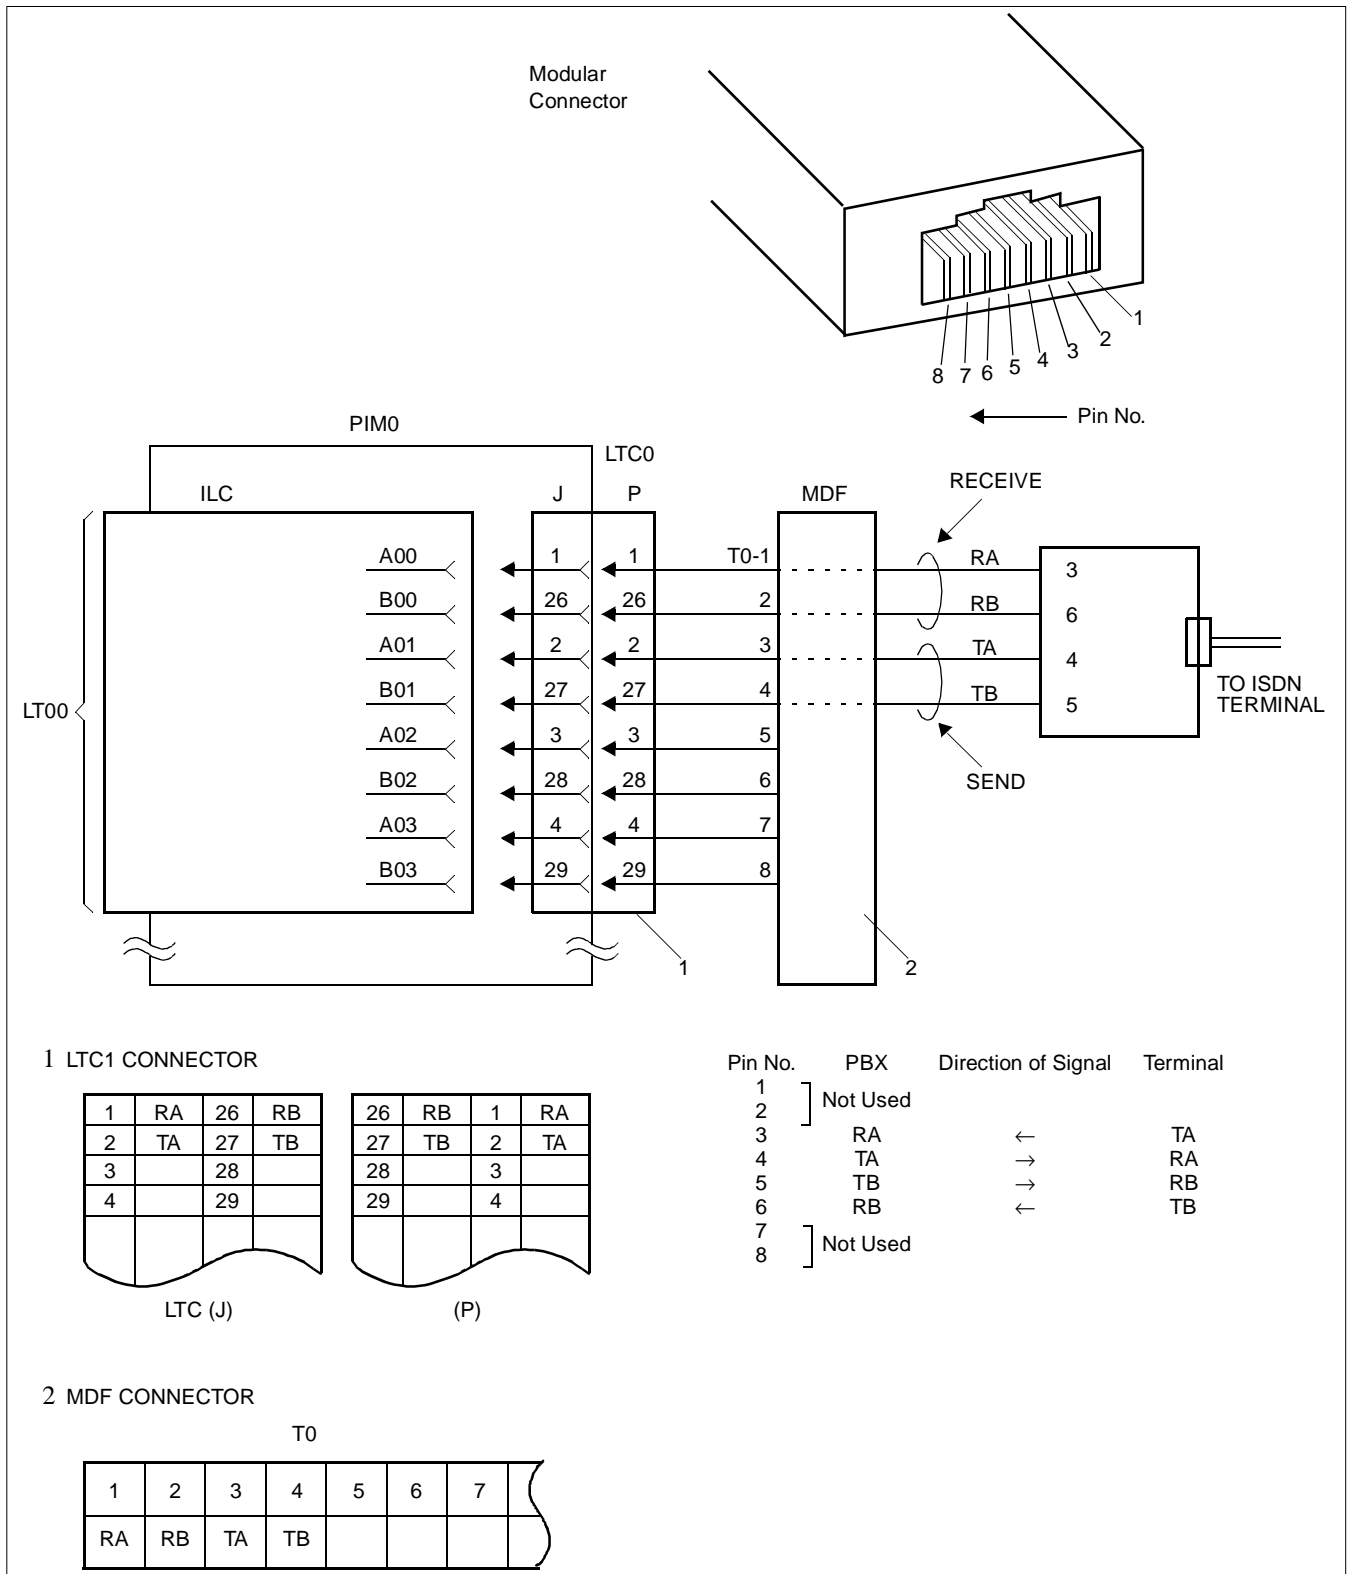 Modular
Connector
1
2
3
4
5
6
7
8
Pin No.
PIM0
LTC0
ILC
J
P
MDF
RECEIVE
A00 1 1 T0-1 RA 3
B00 26 26 2 RB 6
A01 2 2 3 TA 4
B01 27 27 4 TB 5
LT00
TO ISDN
TERMINAL
A02 3 3 5
B02 28 28 6
SEND
A03 4 4 7
B03 29 29 8
1
2
1 LTC1 CONNECTOR
1 RA 26 RB
2 TA 27 TB
3 28
4 29
LTC (J)
26 RB 1 RA
27 TB 2 TA
28 3
29 4
(P)
Pin No. PBX Direction of Signal Terminal
1
2
Not Used
3 RA ← TA
4 TA → RA
5 TB → RB
6 RB ← TB
7
8
Not Used
2 MDF CONNECTOR
T0
1 2 3 4 5 6 7
RA RB TA TB